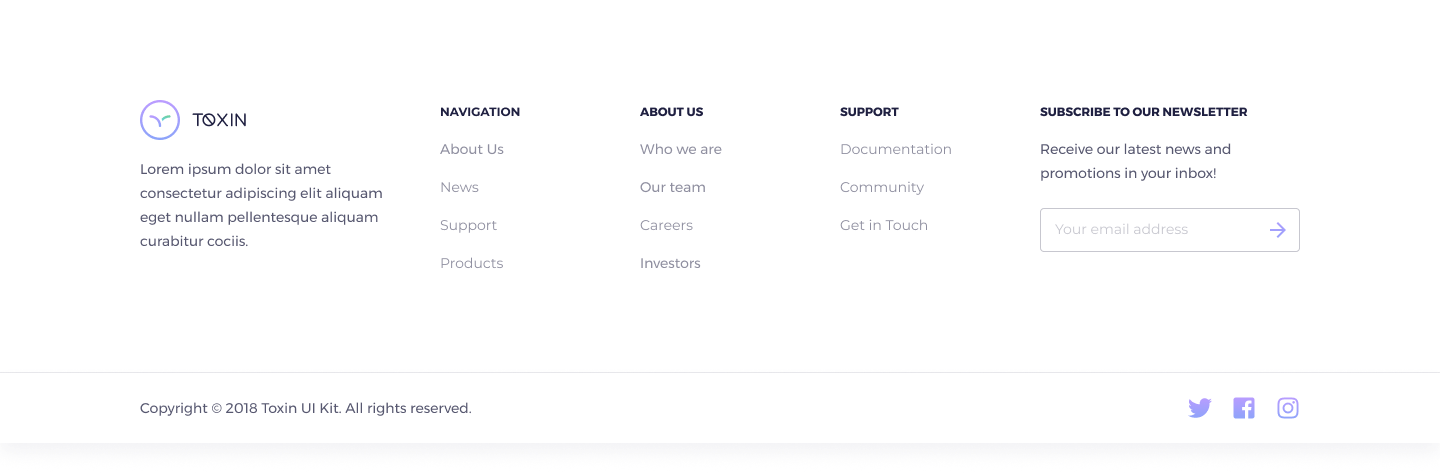 TOXIN
Lorem ipsum dolor sit amet
consectetur adipiscing elit aliquam
eget nullam pellentesque aliquam
curabitur cociis.
NAVIGATION
About Us
News
Support
Products
ABOUT US
Who we are
Our team
Careers
Investors
SUPPORT
Documentation
Community
Get in Touch
SUBSCRIBE TO OUR NEWSLETTER
Receive our latest news and
promotions in your inbox!
Your email address
Copyright © 2018 Toxin UI Kit. All rights reserved.